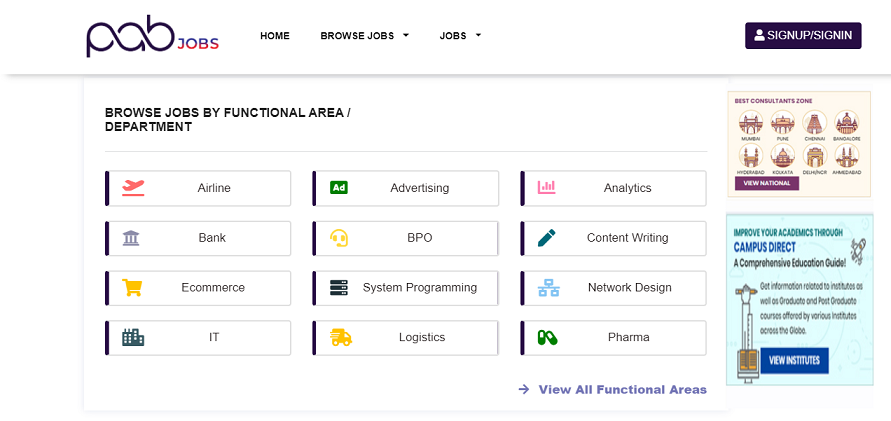 pab JOBS
HOME
BROWSE JOBS
JOBS
SIGNUP/SIGNIN
BROWSE JOBS BY FUNCTIONAL AREA /
DEPARTMENT
Airline
Ad
Advertising
Analytics
Bank
BPO
Content Writing
Ecommerce
System Programming
Network Design
IT
Logistics
Pharma
View All Functional Areas
BEST CONSULTANTS ZONE
MUMBAI
PUNE
CHENNAI
BANGALORE
HYDERABAD
KOLKATA
DELHI/NCR
AHMEDABAD
VIEW NATIONAL
IMPROVE YOUR ACADEMICS THROUGH
CAMPUS DIRECT
A Comprehensive Education Guide!
Get information related to institutes as
well as Graduate and Post Graduate
courses offered by various Institutes
across the Globe.
VIEW INSTITUTES